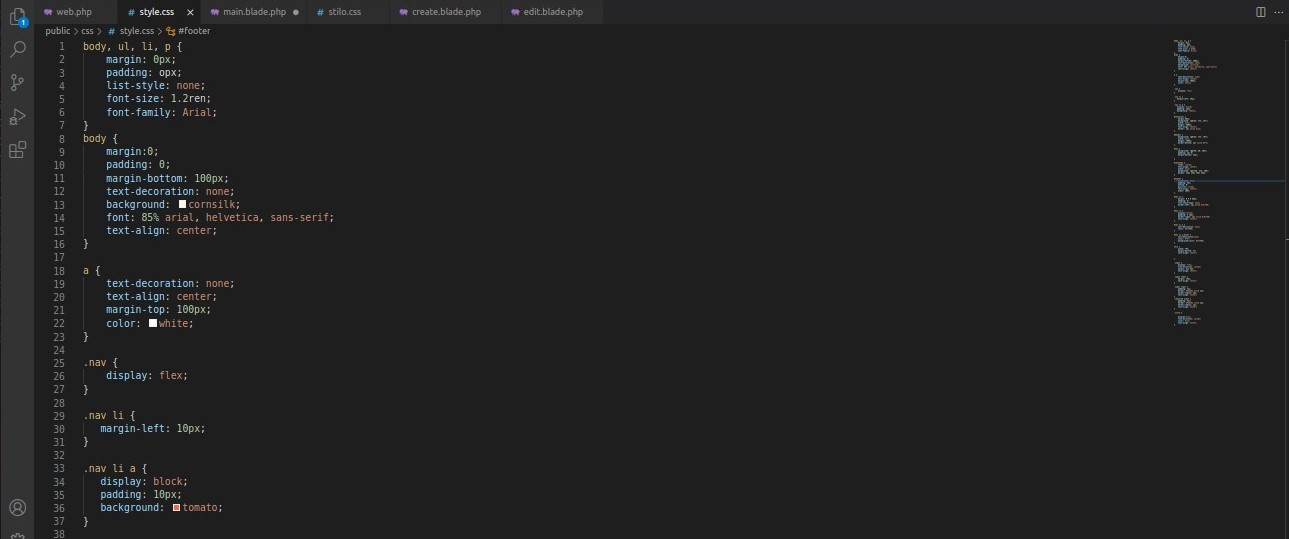 web.php style.css × main.blade.php ● stilo.css create.blade.php edit.blade.php ···
public > css > # style.css > #footer
1 body, ul, li, p {
2 margin: 0px;
3 padding: opx;
4 list-style: none;
5 font-size: 1.2ren;
6 font-family: Arial;
7 }
8 body {
9 margin:0;
10 padding: 0;
11 margin-bottom: 100px;
12 text-decoration: none;
13 background: cornsilk;
14 font: 85% arial, helvetica, sans-serif;
15 text-align: center;
16 }
17
18 a {
19 text-decoration: none;
20 text-align: center;
21 margin-top: 100px;
22 color: white;
23 }
24
25 .nav {
26 display: flex;
27 }
28
29 .nav li {
30 margin-left: 10px;
31 }
32
33 .nav li a {
34 display: block;
35 padding: 10px;
36 background: tomato;
37 }
38
1